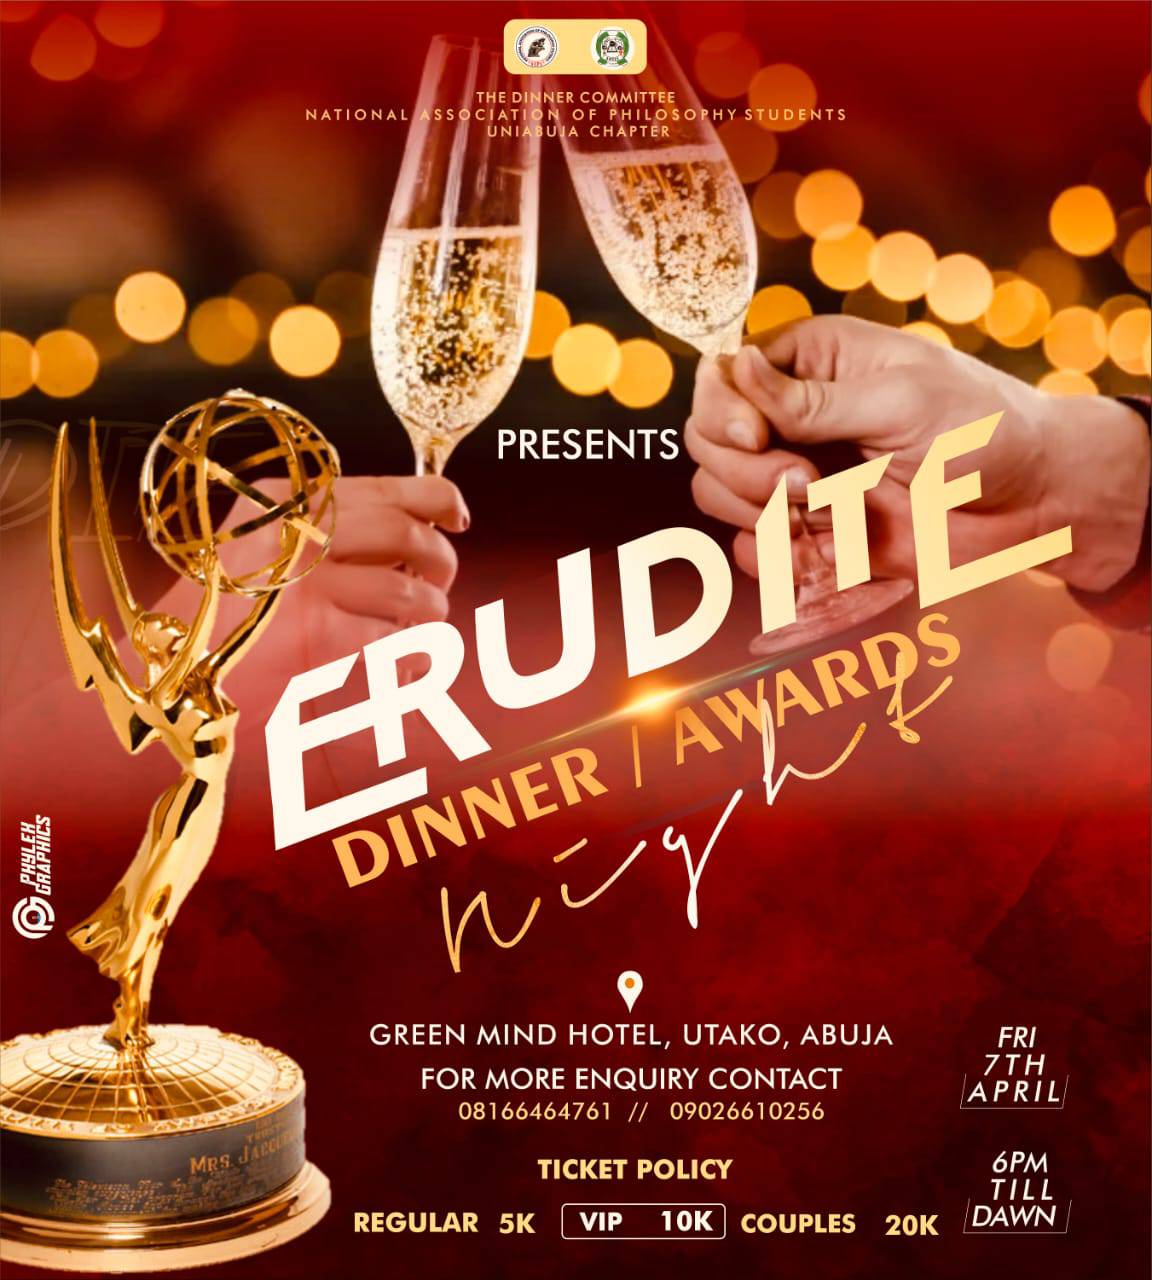 THE DINNER COMMITTEE
NATIONAL ASSOCIATION OF PHILOSOPHY STUDENTS
UNIABUJA CHAPTER
PRESENTS
ERUDITE
DINNER | AWARDS
night
PHYLEX
GRAPHICS
GREEN MIND HOTEL, UTAKO, ABUJA
FOR MORE ENQUIRY CONTACT
08166464761 // 09026610256
FRI
7TH
APRIL
6PM
TILL
DAWN
TICKET POLICY
REGULAR 5K VIP 10K COUPLES 20K
MRS.